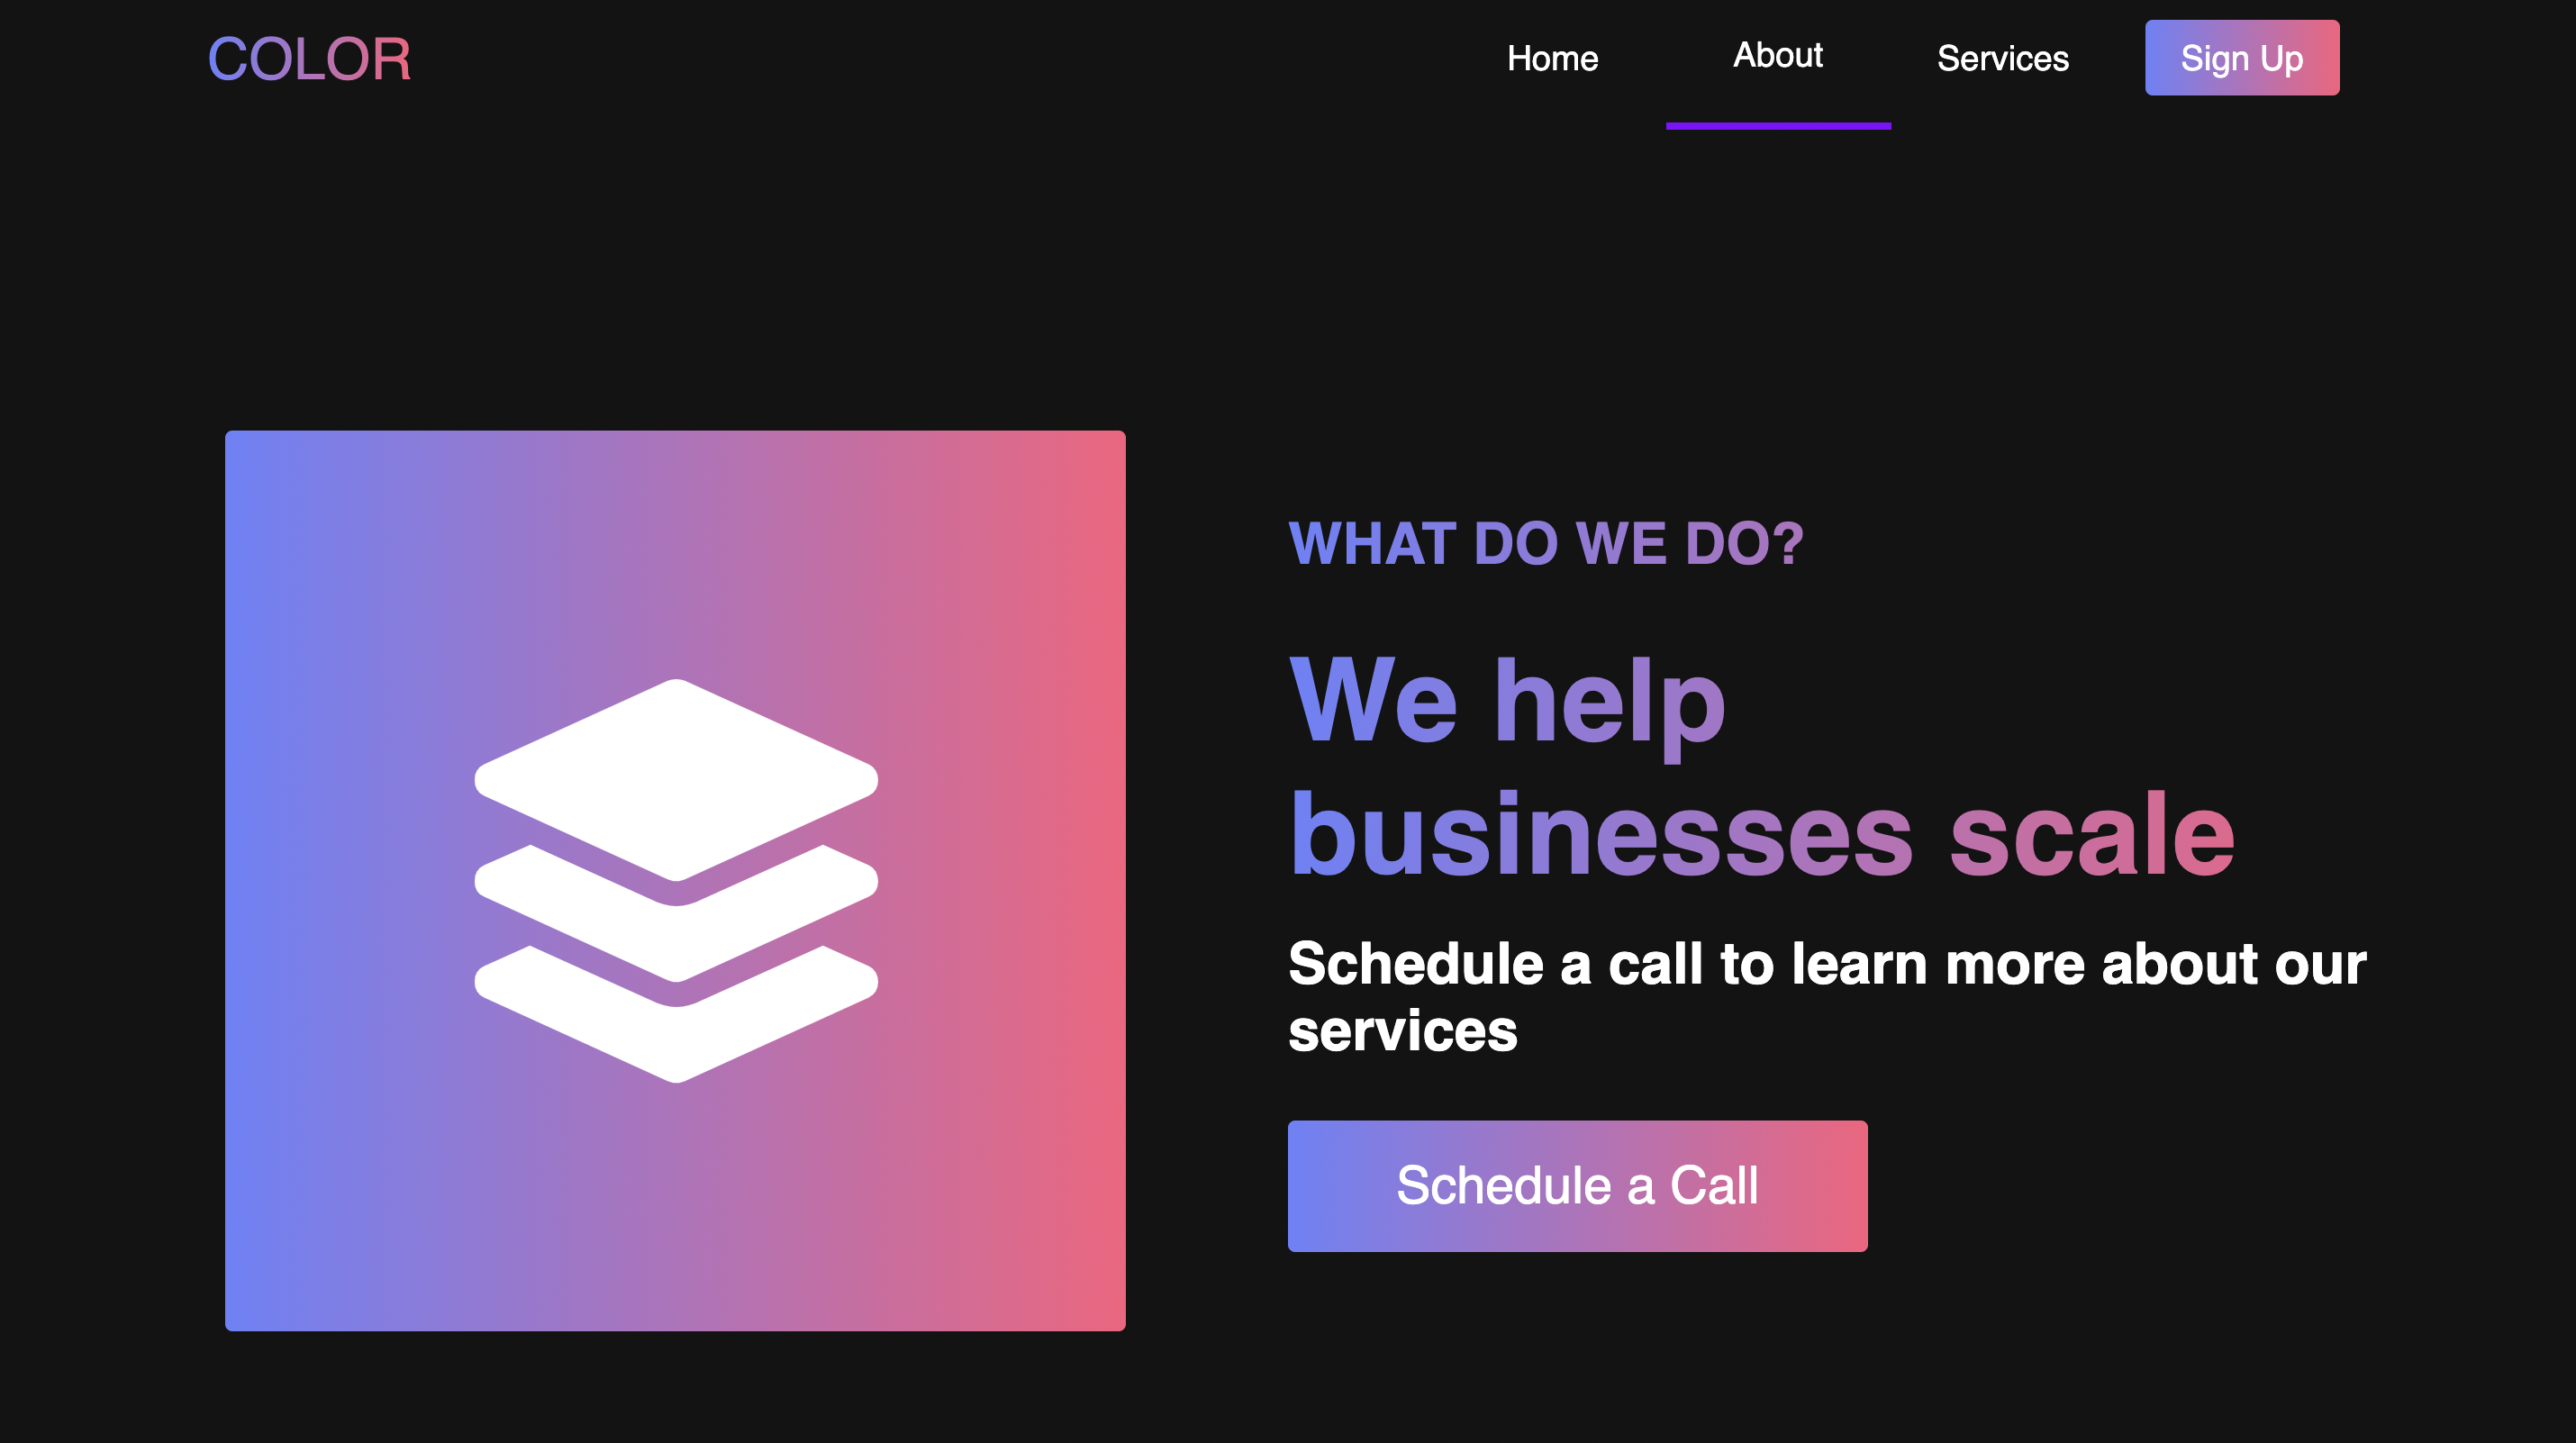 COLOR
Home
About
Services
Sign Up
WHAT DO WE DO?
We help
businesses scale
Schedule a call to learn more about our
services
Schedule a Call